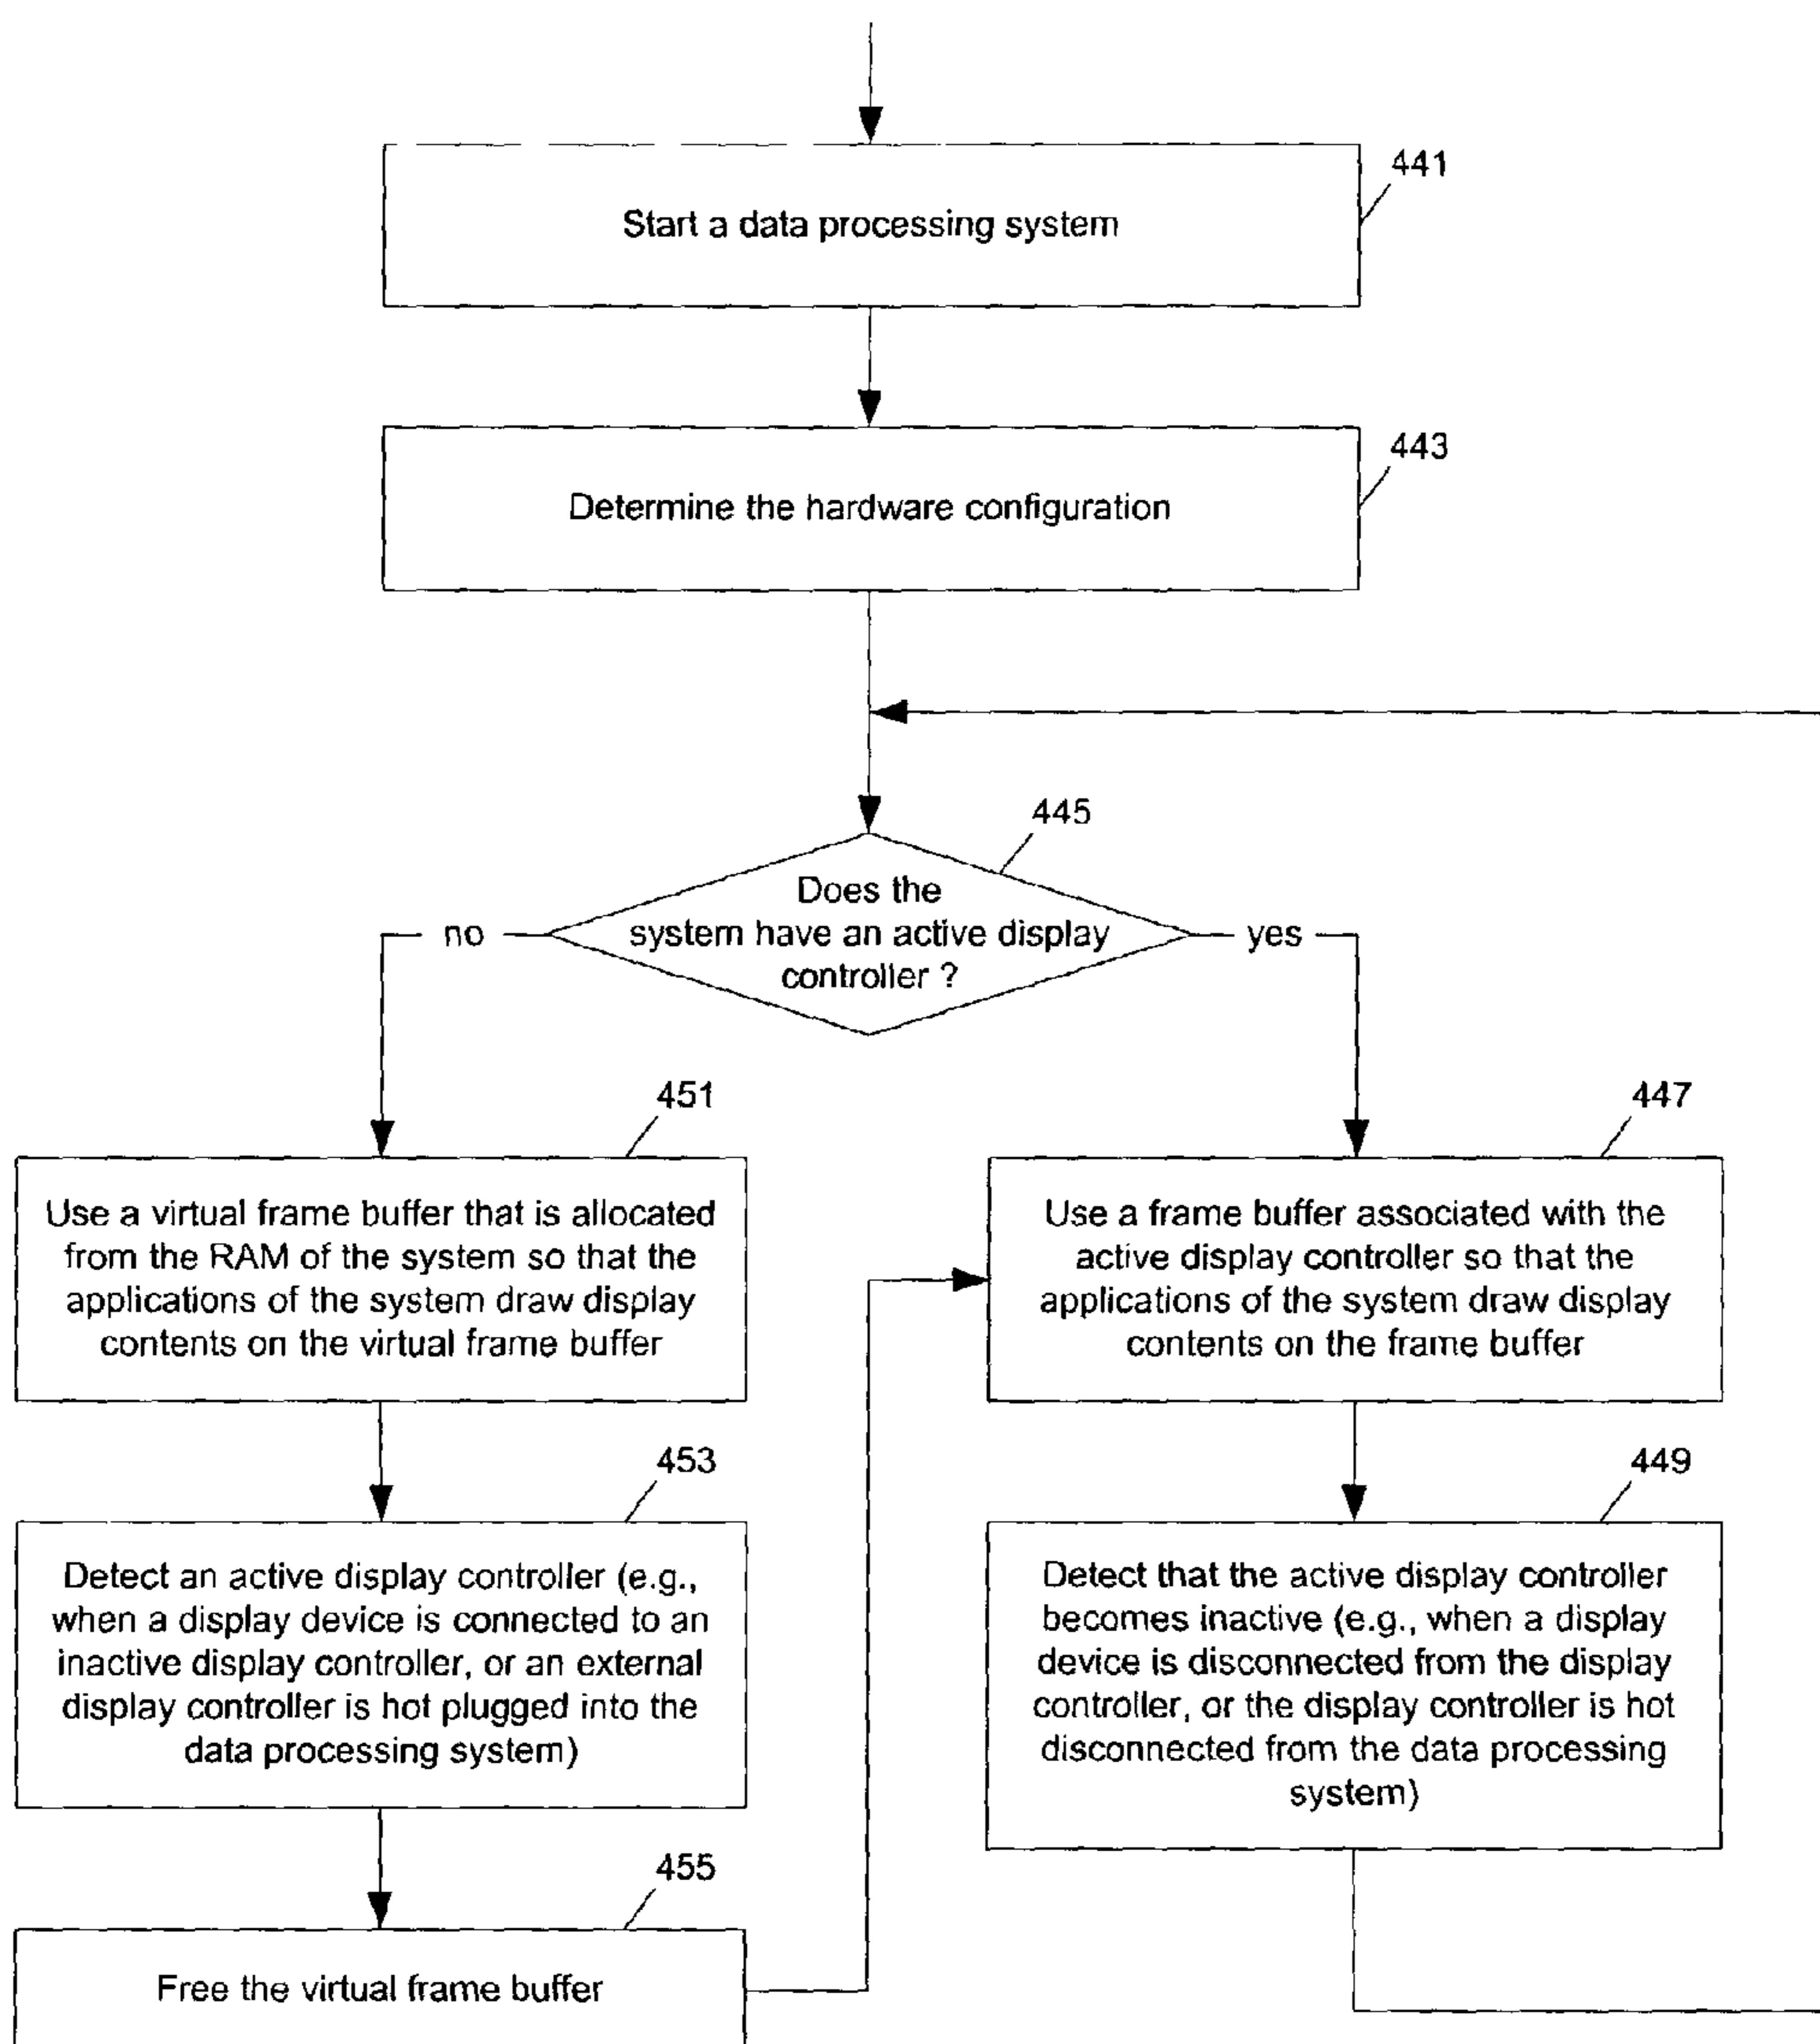 441
Start a data processing system
443
Determine the hardware configuration
445
Does the
system have an active display
controller ?
no
yes
451
Use a virtual frame buffer that is allocated
from the RAM of the system so that the
applications of the system draw display
contents on the virtual frame buffer
447
Use a frame buffer associated with the
active display controller so that the
applications of the system draw display
contents on the frame buffer
453
Detect an active display controller (e.g.,
when a display device is connected to an
inactive display controller, or an external
display controller is hot plugged into the
data processing system)
449
Detect that the active display controller
becomes inactive (e.g., when a display
device is disconnected from the display
controller, or the display controller is hot
disconnected from the data processing
system)
455
Free the virtual frame buffer